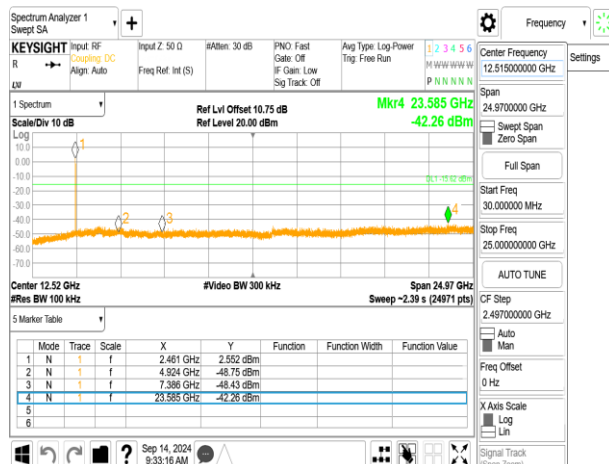 Spectrum Analyzer 1
Swept SA
+
Frequency
KEYSIGHT
Input: RF
Coupling: DC
Align: Auto
Input Z: 50 Ω
Freq Ref: Int (S)
#Atten: 30 dB
PNO: Fast
Gate: Off
IF Gain: Low
Sig Track: Off
Avg Type: Log-Power
Trig: Free Run
1 2 3 4 5 6
M W W W W W
P N N N N N
R
LXI
Center Frequency
12.515000000 GHz
Settings
Span
24.9700000 GHz
Swept Span
Zero Span
Full Span
Start Freq
30.000000 MHz
Stop Freq
25.000000000 GHz
AUTO TUNE
CF Step
2.497000000 GHz
Auto
Man
Freq Offset
0 Hz
X Axis Scale
Log
Lin
Signal Track
(Span Zoom)
1 Spectrum
Scale/Div 10 dB
Ref Lvl Offset 10.75 dB
Ref Level 20.00 dBm
Mkr4 23.585 GHz
-42.26 dBm
Log
10.0
0.00
-10.0
-20.0
-30.0
-40.0
-50.0
-60.0
-70.0
1
2
3
4
Center 12.52 GHz
#Res BW 100 kHz
#Video BW 300 kHz
Span 24.97 GHz
Sweep ~2.39 s (24971 pts)
5 Marker Table
Mode Trace Scale X Y Function Function Width Function Value
1 N 1 f 2.461 GHz 2.552 dBm
2 N 1 f 4.924 GHz -48.75 dBm
3 N 1 f 7.386 GHz -48.43 dBm
4 N 1 f 23.585 GHz -42.26 dBm
5
6
?
Sep 14, 2024
9:33:16 AM